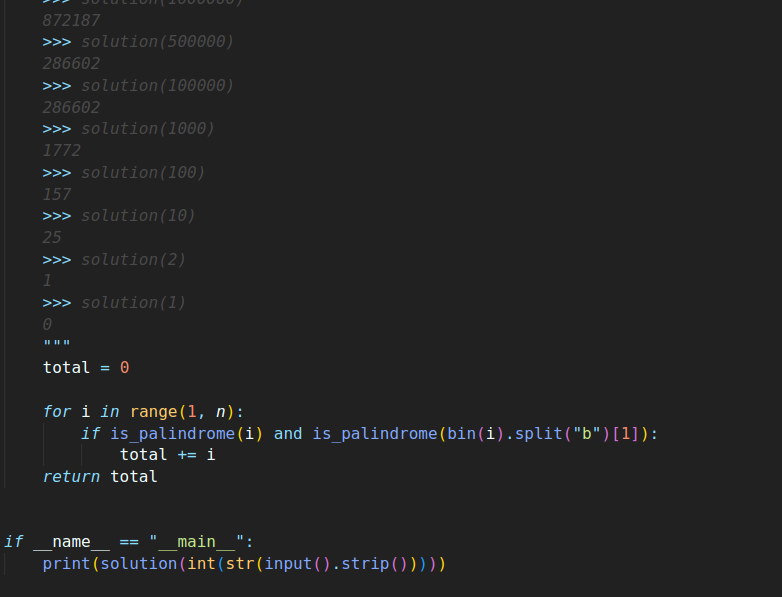 >>> solution(1000000)
872187
>>> solution(500000)
286602
>>> solution(100000)
286602
>>> solution(1000)
1772
>>> solution(100)
157
>>> solution(10)
25
>>> solution(2)
1
>>> solution(1)
0
"""
total = 0
for i in range(1, n):
if is_palindrome(i) and is_palindrome(bin(i).split("b")[1]):
total += i
return total
if __name__ == "__main__":
print(solution(int(str(input().strip()))))